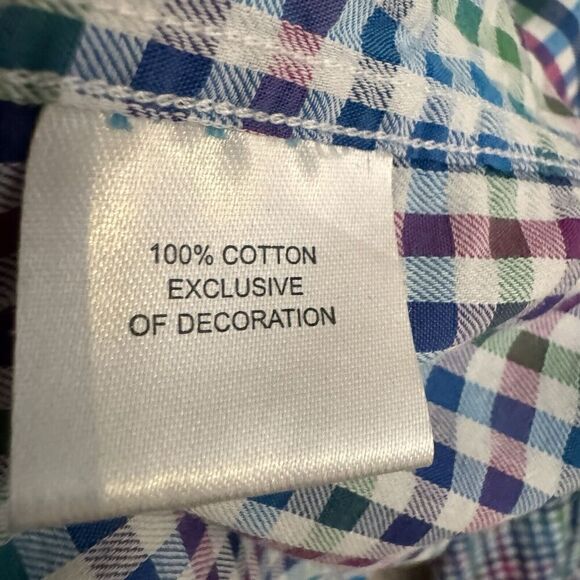 100% COTTON
EXCLUSIVE
OF DECORATION